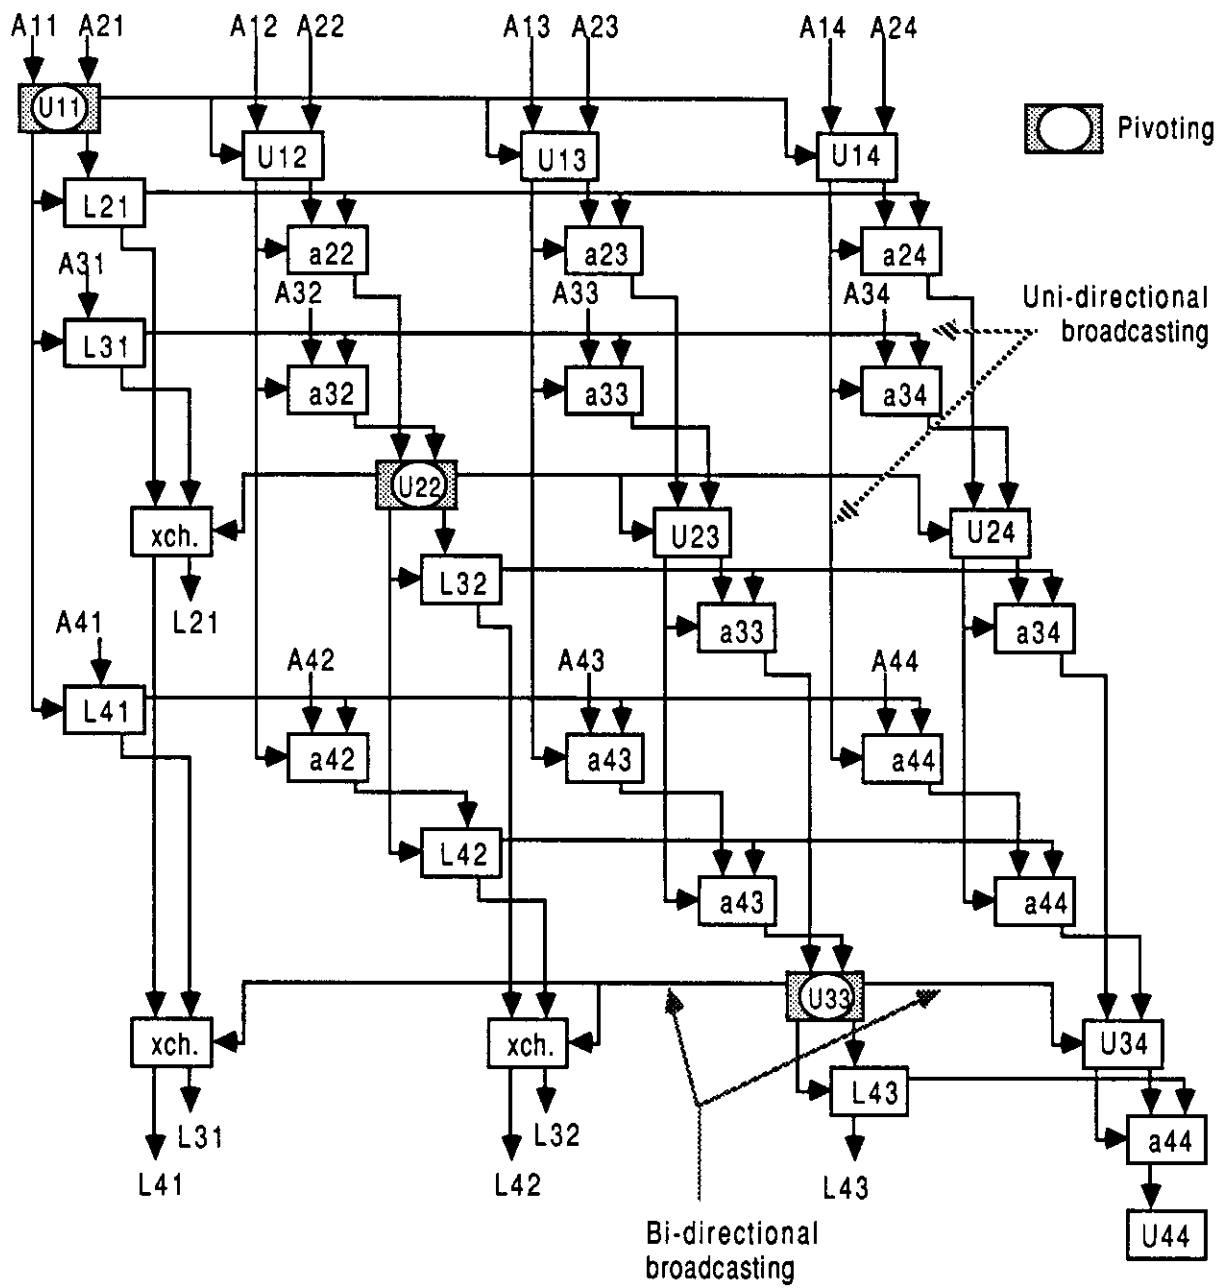 A11 A21 A12 A22 A13 A23 A14 A24
U11
Pivoting
U12 U13 U14
L21
a22 a23 a24
A31
A32 A33 A34
Uni-directional
broadcasting
L31
a32 a33 a34
U22
xch. U23 U24
L32
L21
a33 a34
A41
A42 A43 A44
L41
a42 a43 a44
L42
a43 a44
U33
xch. xch. U34
L43
L31 L32
a44
L41 L42 L43
U44
Bi-directional
broadcasting